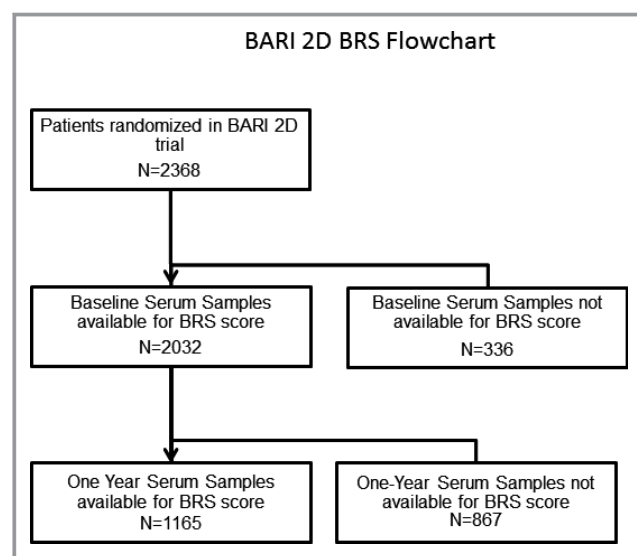 BARI 2D BRS Flowchart
Patients randomized in BARI 2D
trial
N=2368
Baseline Serum Samples
available for BRS score
N=2032
Baseline Serum Samples not
available for BRS score
N=336
One Year Serum Samples
available for BRS score
N=1165
One-Year Serum Samples not
available for BRS score
N=867